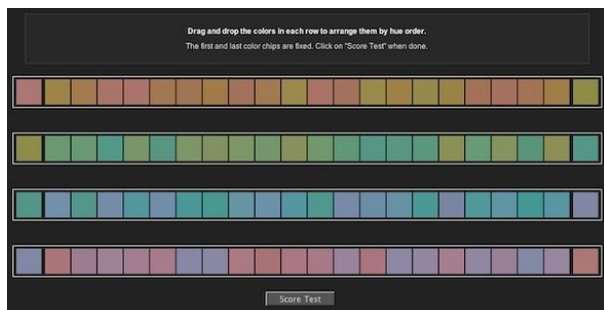 Drag and drop the colors in each row to arrange them by hue order.
The first and last color chips are fixed. Click on "Score Test" when done.
Score Test